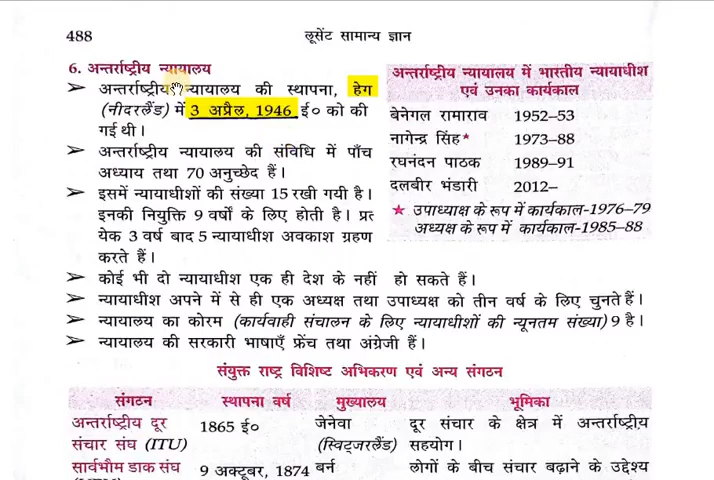 488 लूसेंट सामान्य ज्ञान
6. अन्तर्राष्ट्रीय न्यायालय
➢ अन्तर्राष्ट्रीय न्यायालय की स्थापना, हेग
(नीदरलैंड) में 3 अप्रैल, 1946 ई० को की
गई थी।
➢ अन्तर्राष्ट्रीय न्यायालय की संविधि में पाँच
अध्याय तथा 70 अनुच्छेद हैं।
➢ इसमें न्यायाधीशों की संख्या 15 रखी गयी है।
इनकी नियुक्ति 9 वर्षों के लिए होती है। प्रत
येक 3 वर्ष बाद 5 न्यायाधीश अवकाश ग्रहण
करते हैं।
अन्तर्राष्ट्रीय न्यायालय में भारतीय न्यायाधीश
एवं उनका कार्यकाल
बेनेगल रामाराव 1952–53
नागेन्द्र सिंह★ 1973–88
रघनंदन पाठक 1989–91
दलबीर भंडारी 2012–
★ उपाध्याक्ष के रूप में कार्यकाल-1976–79
अध्यक्ष के रूप में कार्यकाल-1985–88
➢ कोई भी दो न्यायाधीश एक ही देश के नहीं हो सकते हैं।
➢ न्यायाधीश अपने में से ही एक अध्यक्ष तथा उपाध्यक्ष को तीन वर्ष के लिए चुनते हैं।
➢ न्यायालय का कोरम (कार्यवाही संचालन के लिए न्यायाधीशों की न्यूनतम संख्या) 9 है।
➢ न्यायालय की सरकारी भाषाएँ फ्रेंच तथा अंग्रेजी हैं।
संयुक्त राष्ट्र विशिष्ट अभिकरण एवं अन्य संगठन
संगठन स्थापना वर्ष मुख्यालय भूमिका
अन्तर्राष्ट्रीय दूर 1865 ई० जेनेवा दूर संचार के क्षेत्र में अन्तर्राष्ट्रीय
संचार संघ (ITU) (स्विट्जरलैंड) सहयोग।
सार्वभौम डाक संघ 9 अक्टूबर, 1874 बर्न लोगों के बीच संचार बढ़ाने के उद्देश्य